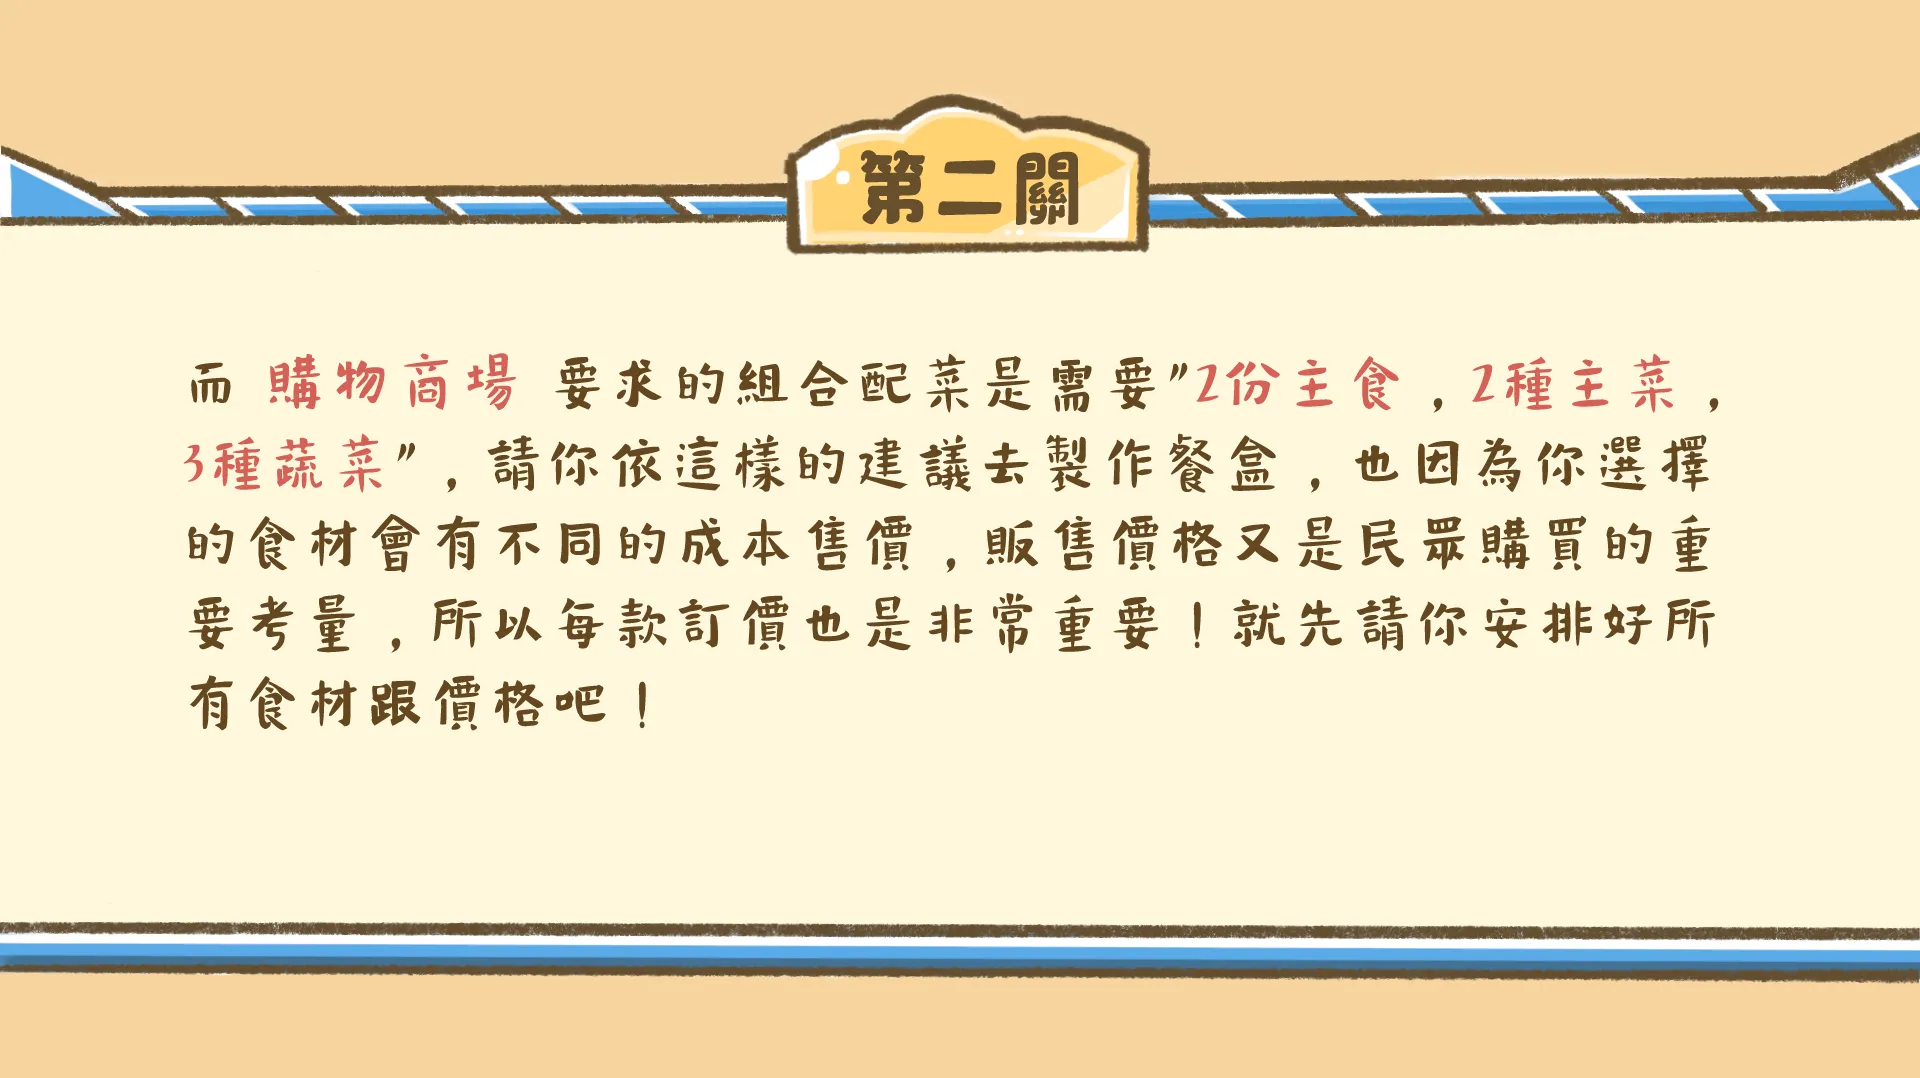 第二關
而 購物商場 要求的組合配菜是需要"2份主食，2種主菜，
3種蔬菜"，請你依這樣的建議去製作餐盒，也因為你選擇
的食材會有不同的成本售價，販售價格又是民眾購買的重
要考量，所以每款訂價也是非常重要！就先請你安排好所
有食材跟價格吧！